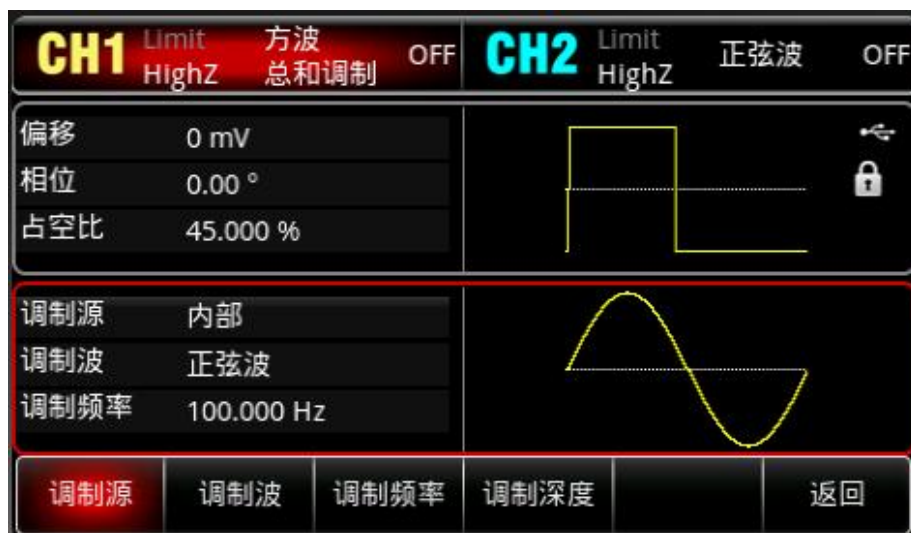 CH1 Limit 方波 OFF CH2 Limit 正弦波 OFF
HighZ 总和调制 HighZ
偏移 0 mV
相位 0.00 °
占空比 45.000 %
调制源 内部
调制波 正弦波
调制频率 100.000 Hz
调制源 调制波 调制频率 调制深度 返回